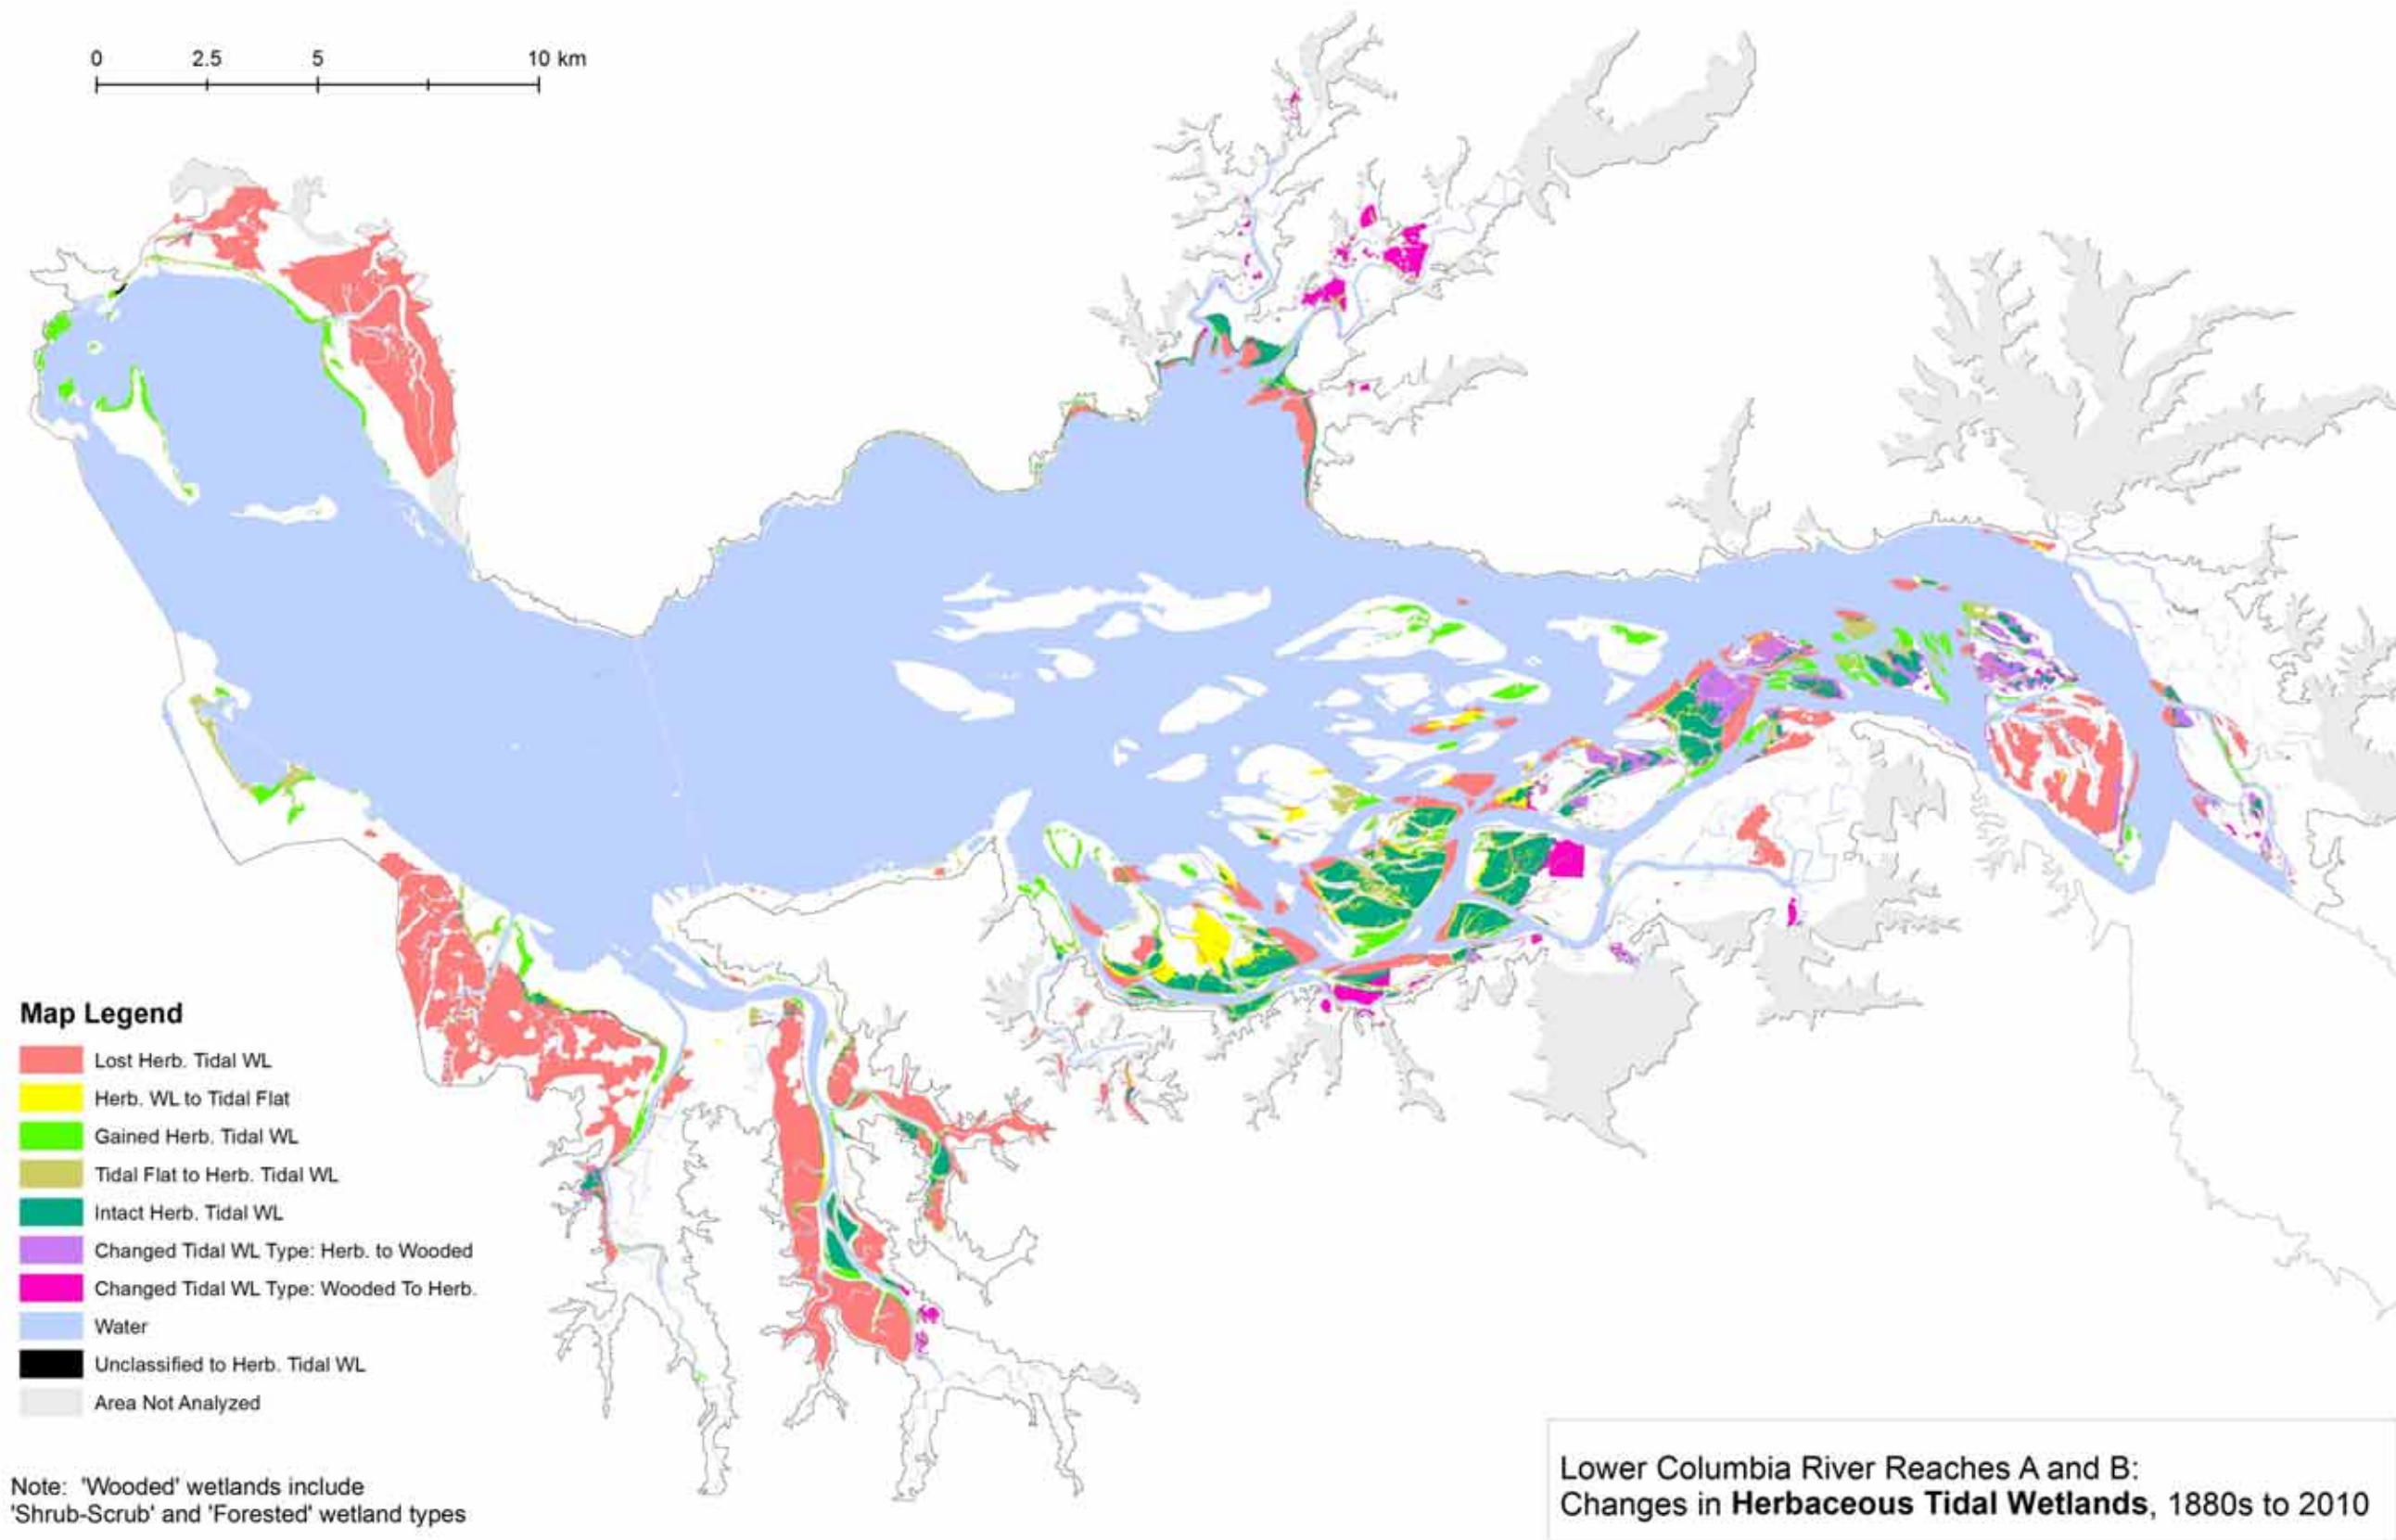 0 2.5 5 10 km
Map Legend
Lost Herb. Tidal WL
Herb. WL to Tidal Flat
Gained Herb. Tidal WL
Tidal Flat to Herb. Tidal WL
Intact Herb. Tidal WL
Changed Tidal WL Type: Herb. to Wooded
Changed Tidal WL Type: Wooded To Herb.
Water
Unclassified to Herb. Tidal WL
Area Not Analyzed
Note: 'Wooded' wetlands include
'Shrub-Scrub' and 'Forested' wetland types
Lower Columbia River Reaches A and B:
Changes in Herbaceous Tidal Wetlands, 1880s to 2010